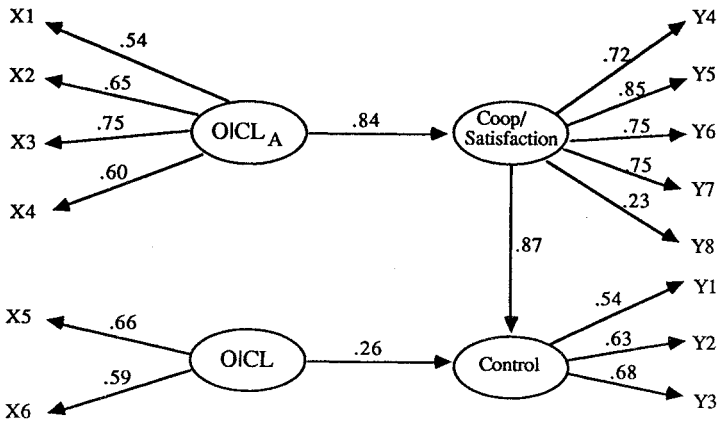 X1
X2
X3
X4
.54
.65
.75
.60
O|CL A
.84
Coop/
Satisfaction
.72
.85
.75
.75
.23
Y4
Y5
Y6
Y7
Y8
.87
X5
X6
.66
.59
O|CL
.26
Control
.54
.63
.68
Y1
Y2
Y3